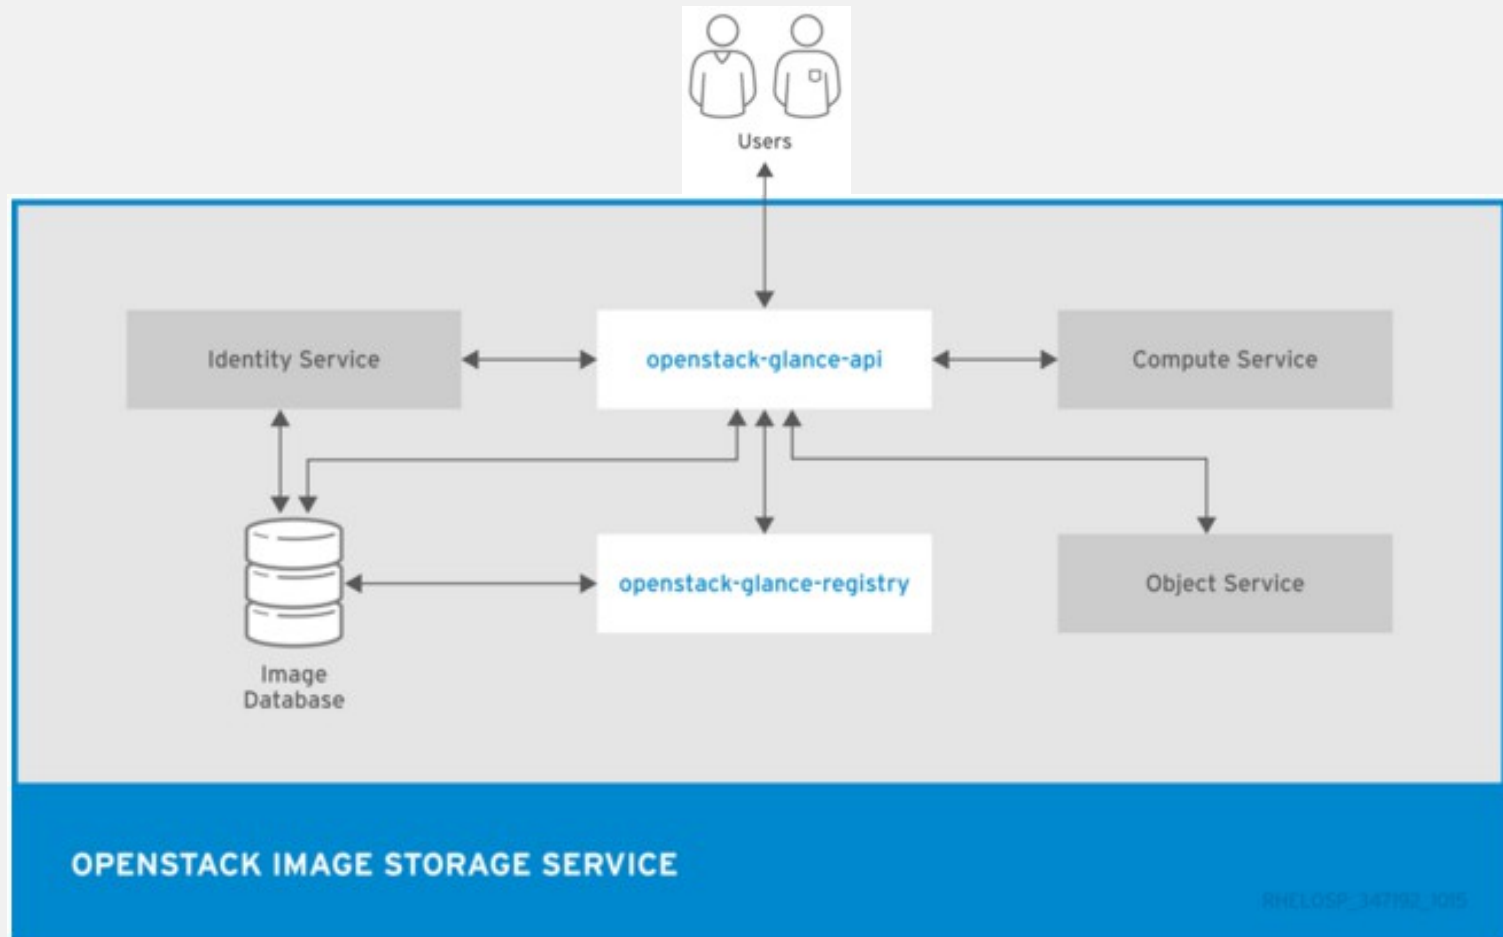 Users
Identity Service
openstack-glance-api
Compute Service
openstack-glance-registry
Object Service
Image
Database
OPENSTACK IMAGE STORAGE SERVICE
RHELOSP_347192_1015